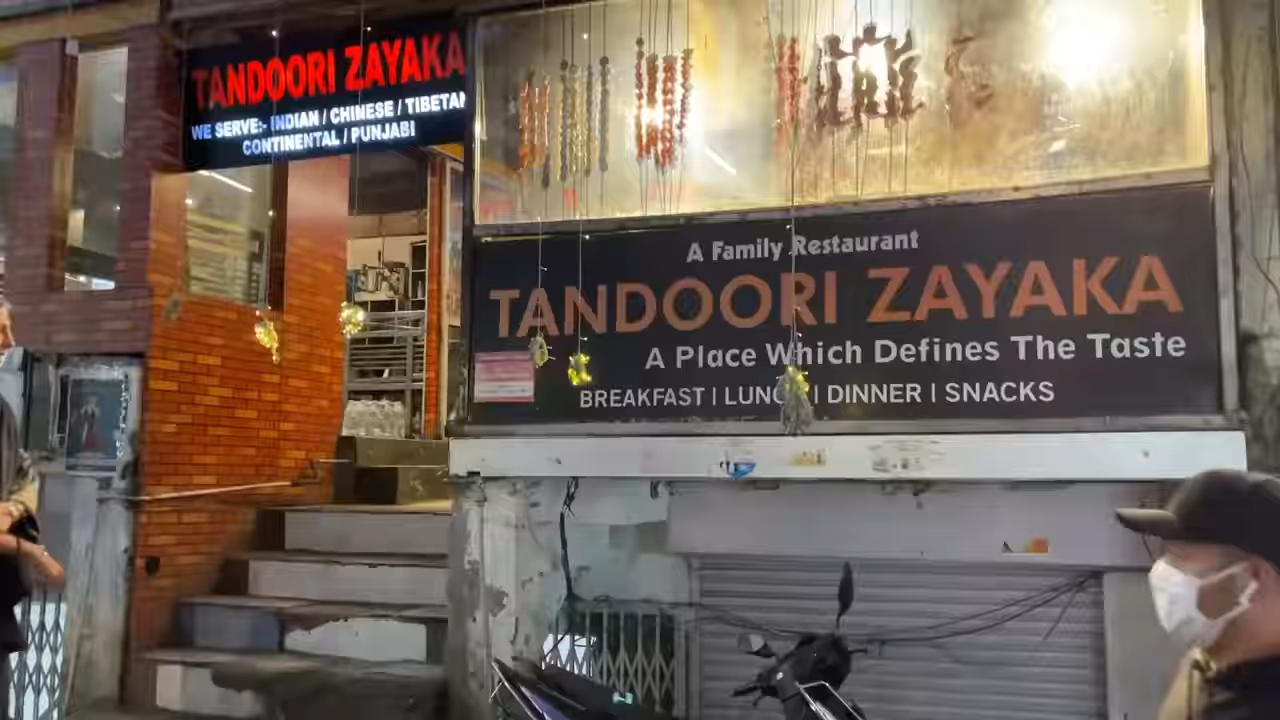 TANDOORI ZAYAKA
WE SERVE:- INDIAN / CHINESE / TIBETAN
CONTINENTAL / PUNJABI
A Family Restaurant
TANDOORI ZAYAKA
A Place Which Defines The Taste
BREAKFAST | LUNCH | DINNER | SNACKS